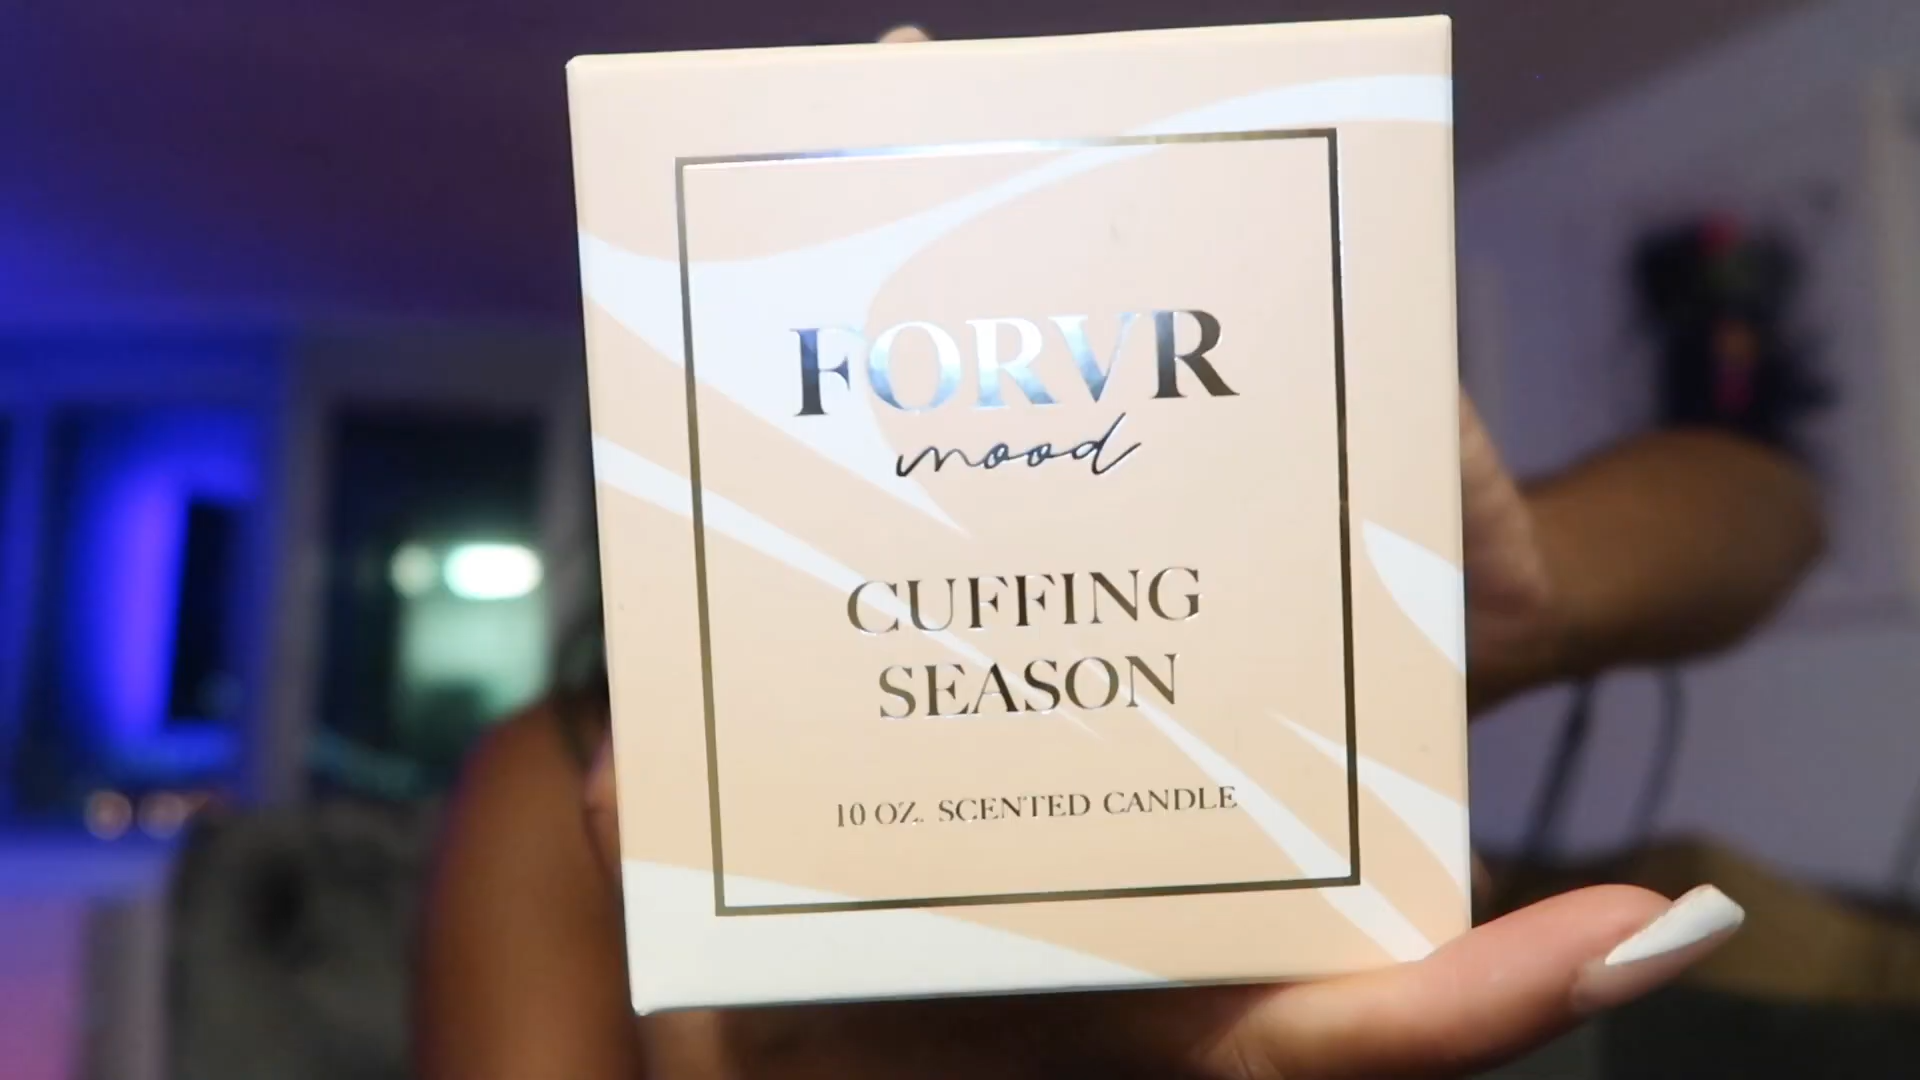 FORVR
mood
CUFFING
SEASON
10 OZ. SCENTED CANDLE